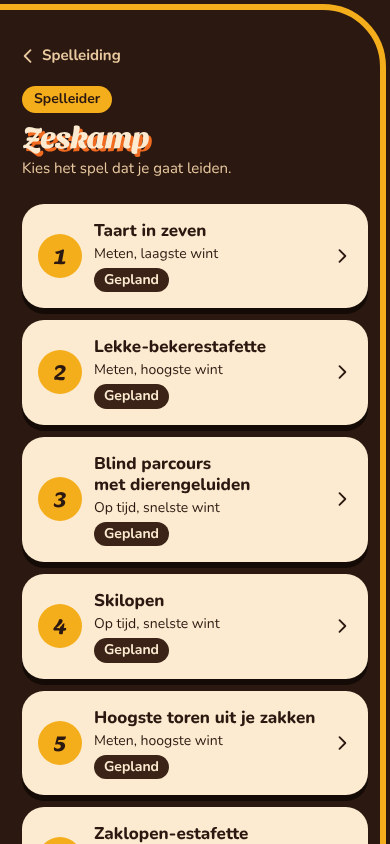 Spelleiding
Spelleider
Zeskamp
Kies het spel dat je gaat leiden.
1
Taart in zeven
Meten, laagste wint
Gepland
2
Lekke-bekerestafette
Meten, hoogste wint
Gepland
3
Blind parcours
met dierengeluiden
Op tijd, snelste wint
Gepland
4
Skilopen
Op tijd, snelste wint
Gepland
5
Hoogste toren uit je zakken
Meten, hoogste wint
Gepland
Zaklopen-estafette